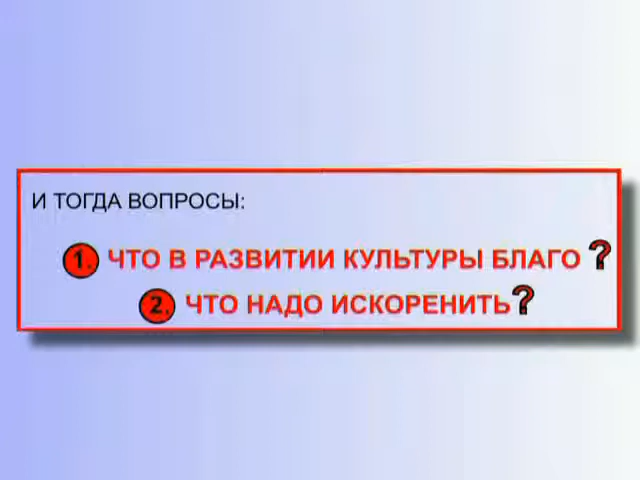 И ТОГДА ВОПРОСЫ:
1. ЧТО В РАЗВИТИИ КУЛЬТУРЫ БЛАГО ?
2. ЧТО НАДО ИСКОРЕНИТЬ?